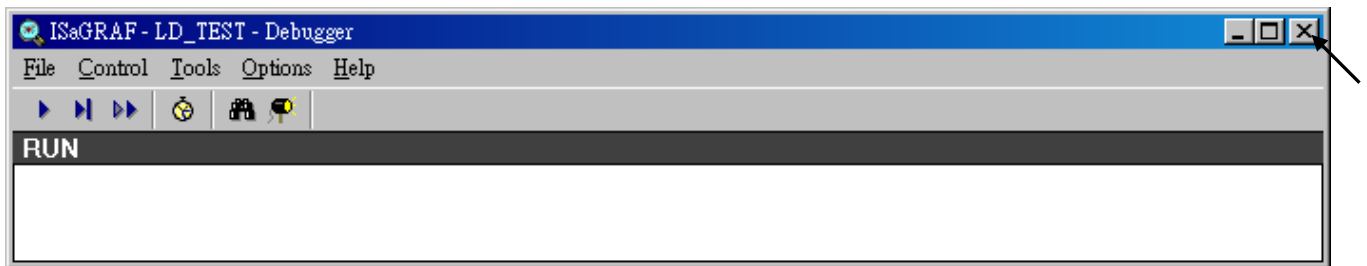 ISaGRAF - LD_TEST - Debugger
File Control Tools Options Help
RUN